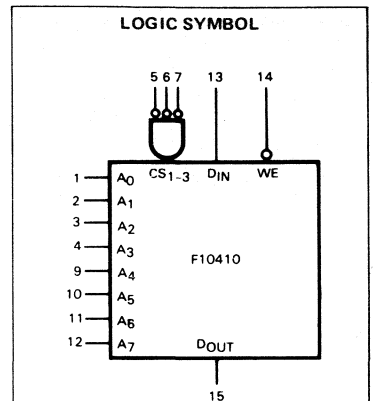 LOGIC SYMBOL
5 6 7 13 14
1 A0 CS1-3 DIN WE
2 A1
3 A2
4 A3
F10410
9 A4
10 A5
11 A6
12 A7 DOUT
15